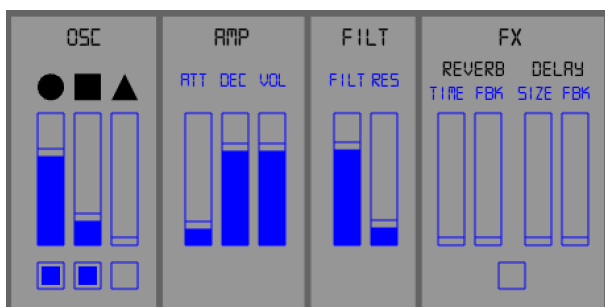 OSC
AMP
ATT DEC VOL
FILT
FILT RES
FX
REVERB DELAY
TIME FBK SIZE FBK